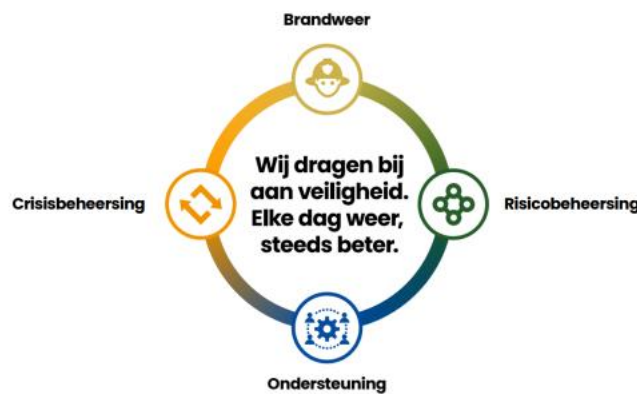 Brandweer
Wij dragen bij
aan veiligheid.
Elke dag weer,
steeds beter.
Crisisbeheersing
Risicobeheersing
Ondersteuning